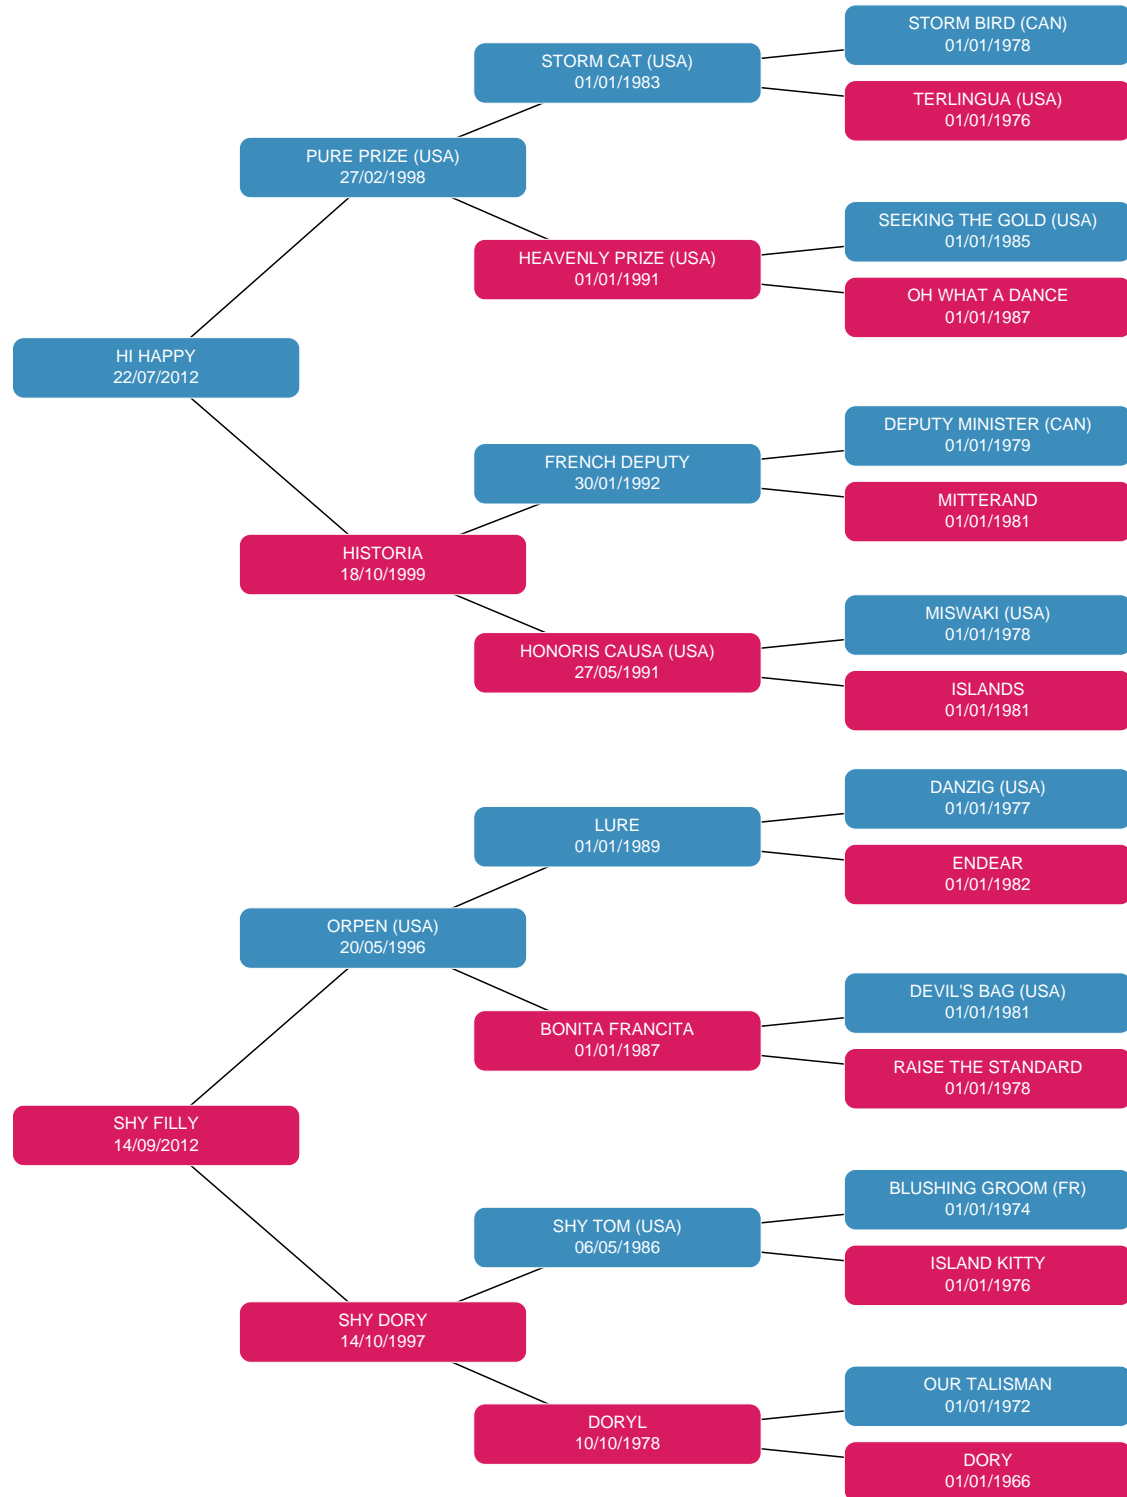 STORM BIRD (CAN)
01/01/1978
STORM CAT (USA)
01/01/1983
TERLINGUA (USA)
01/01/1976
PURE PRIZE (USA)
27/02/1998
SEEKING THE GOLD (USA)
01/01/1985
HEAVENLY PRIZE (USA)
01/01/1991
OH WHAT A DANCE
01/01/1987
HI HAPPY
22/07/2012
DEPUTY MINISTER (CAN)
01/01/1979
FRENCH DEPUTY
30/01/1992
MITTERAND
01/01/1981
HISTORIA
18/10/1999
MISWAKI (USA)
01/01/1978
HONORIS CAUSA (USA)
27/05/1991
ISLANDS
01/01/1981
DANZIG (USA)
01/01/1977
LURE
01/01/1989
ENDEAR
01/01/1982
ORPEN (USA)
20/05/1996
DEVIL'S BAG (USA)
01/01/1981
BONITA FRANCITA
01/01/1987
RAISE THE STANDARD
01/01/1978
SHY FILLY
14/09/2012
BLUSHING GROOM (FR)
01/01/1974
SHY TOM (USA)
06/05/1986
ISLAND KITTY
01/01/1976
SHY DORY
14/10/1997
OUR TALISMAN
01/01/1972
DORYL
10/10/1978
DORY
01/01/1966